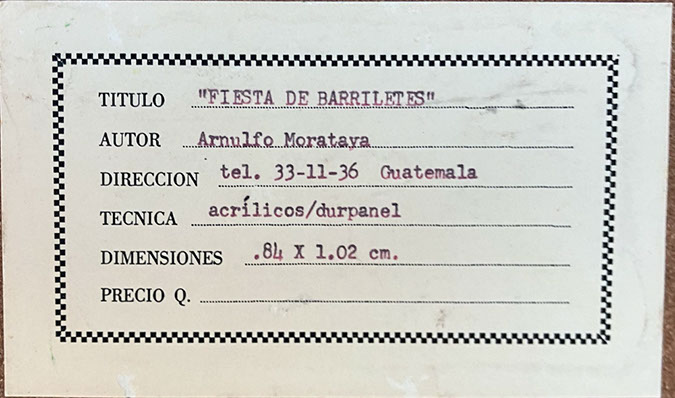 TITULO "FIESTA DE BARRILETES"
AUTOR Arnulfo Morataya
DIRECCION tel. 33-11-36 Guatemala
TECNICA acrílicos/durpanel
DIMENSIONES .84 X 1.02 cm.
PRECIO Q.